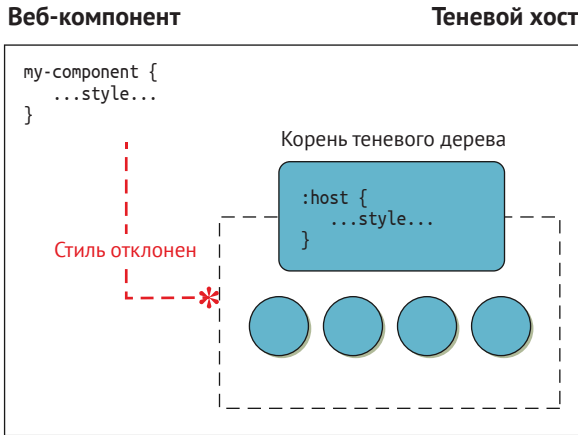 Веб-компонент
Теневой хост
my-component {
...style...
}
Корень теневого дерева
:host {
...style...
}
Стиль отклонен